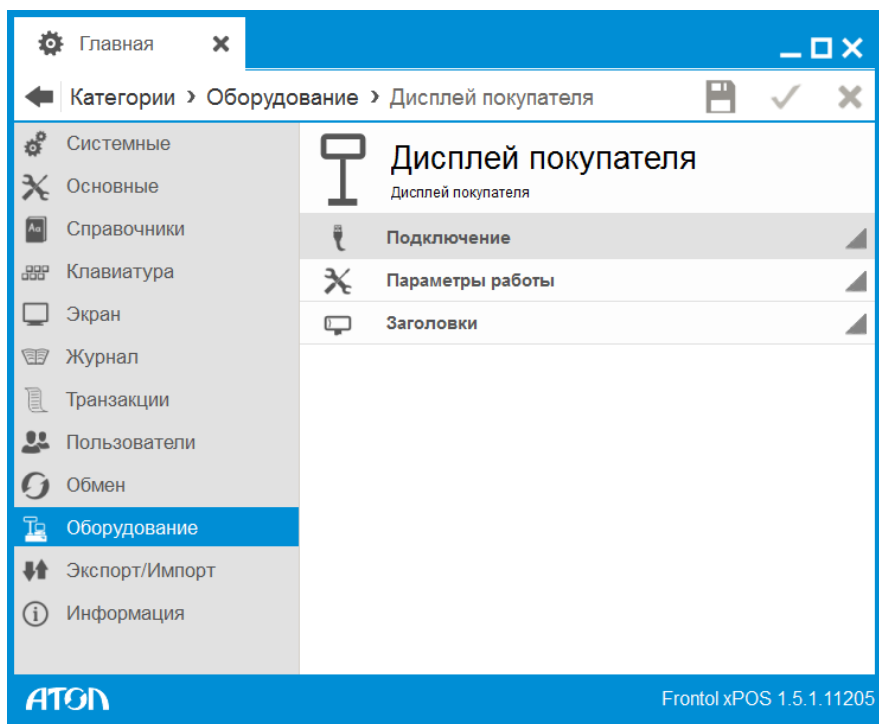 Главная
Категории › Оборудование › Дисплей покупателя
Системные
Основные
Справочники
Клавиатура
Экран
Журнал
Транзакции
Пользователи
Обмен
Оборудование
Экспорт/Импорт
Информация
Дисплей покупателя
Дисплей покупателя
Подключение
Параметры работы
Заголовки
АТОЛ
Frontol xPOS 1.5.1.11205